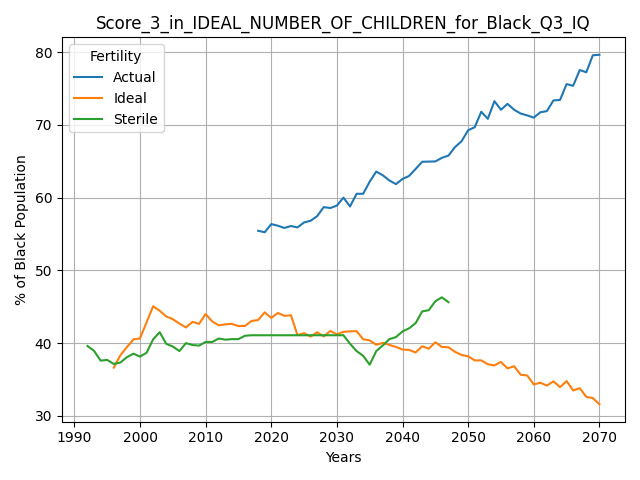 Score_3_in_IDEAL_NUMBER_OF_CHILDREN_for_Black_Q3_IQ
Fertility
Actual
Ideal
Sterile
% of Black Population
80
70
60
50
40
30
1990
2000
2010
2020
2030
2040
2050
2060
2070
Years